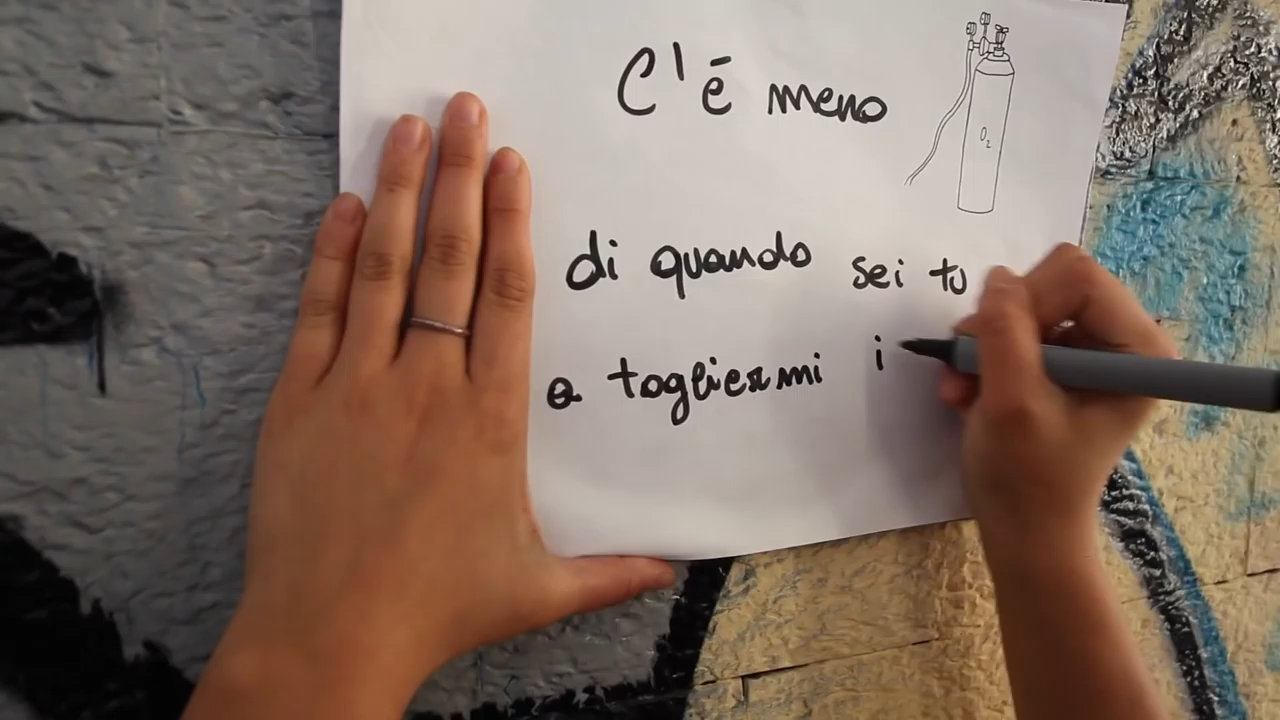 C'é meno
O₂
di quando sei tu
a togliermi i